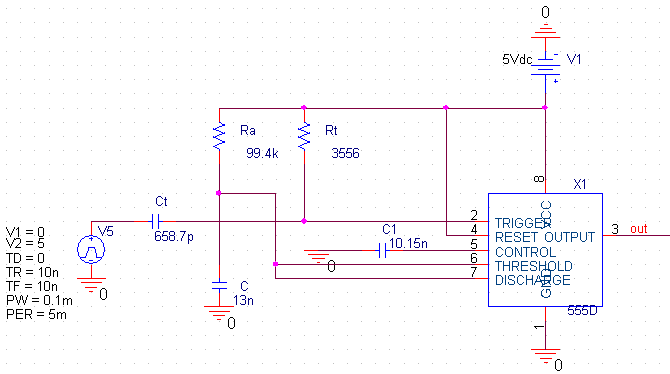 0
5Vdc
-
V1
+
Ra
99.4k
Rt
3556
8
X1
Ct
658.7p
V5
+
-
V1 = 0
V2 = 5
TD = 0
TR = 10n
TF = 10n
PW = 0.1m
PER = 5m
0
C1
10.15n
0
C
13n
0
2
4
5
6
7
TRIGGER
RESET OUTPUT
CONTROL
THRESHOLD
DISCHARGE
VCC
GND
3
out
555D
1
0